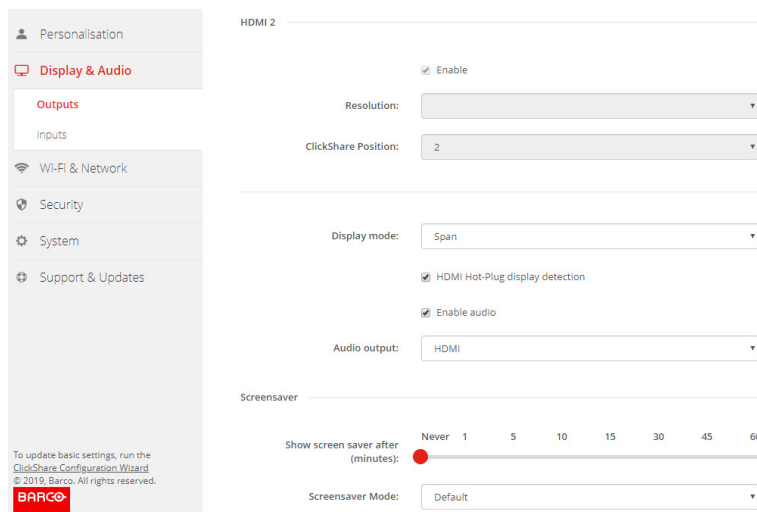 Personalisation
Display & Audio
Outputs
Inputs
Wi-Fi & Network
Security
System
Support & Updates
To update basic settings, run the
ClickShare Configuration Wizard
© 2019, Barco. All rights reserved.
BARCO
HDMI 2
Enable
Resolution:
ClickShare Position: 2
Display mode: Span
HDMI Hot-Plug display detection
Enable audio
Audio output: HDMI
Screensaver
Never 1 5 10 15 30 45
Show screen saver after
(minutes):
Screensaver Mode: Default